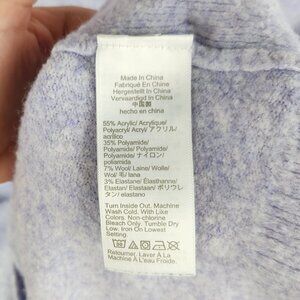 Made In China
Fabriqué En China
Hergestellt In China
Vervaardigd In China
中国製
hecho en china
55% Acrylic/ Acrylique/
Polyacryl/ Acryl/ アクリル/
acrílico
35% Polyamide/
Polyamide/ Polyamide/
Polyamide/ ナイロン/
poliamida
7% Wool/ Laine/ Wolle/
Wol/ 毛/ lana
3% Elastane/ Élasthanne/
Elastan/ Elastaan/ ポリウレ
タン/ elastano
Turn Inside Out. Machine
Wash Cold. With Like
Colors. Non-chlorine
Bleach Only. Tumble Dry
Low. Iron On Lowest
Setting
Retourner. Laver À La
Machine À L'eau Froide.